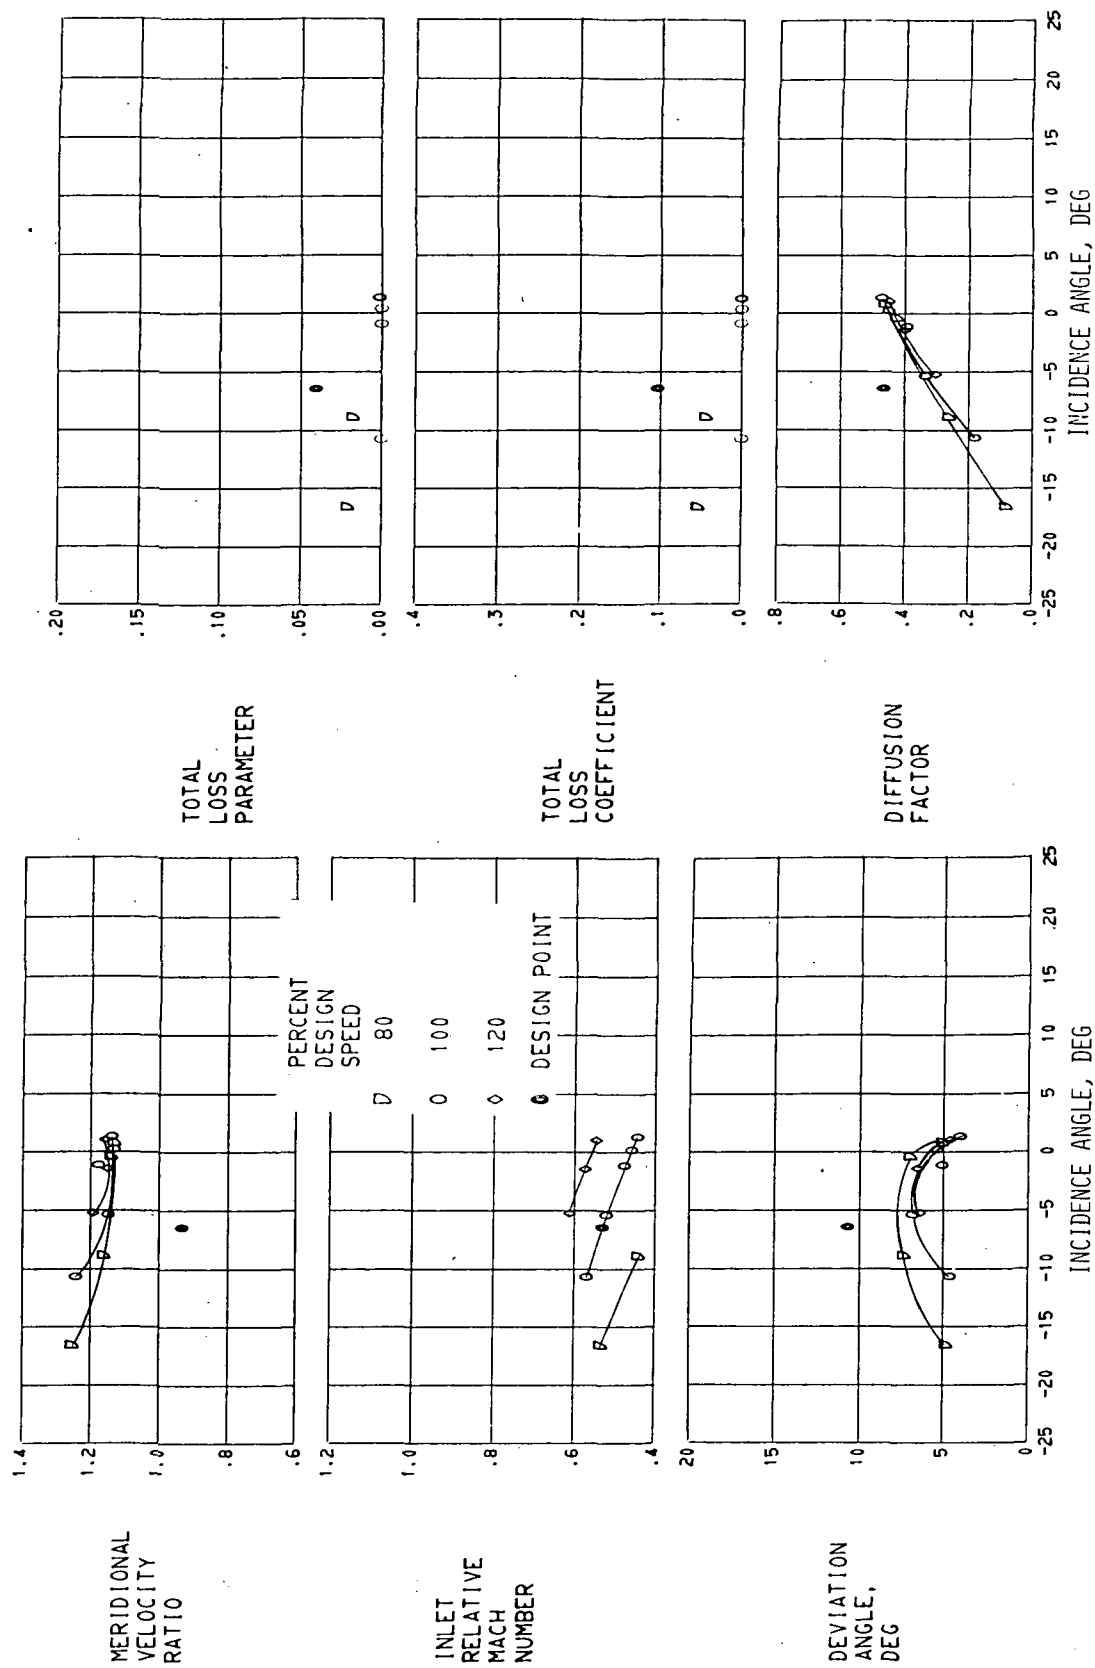 MERIDIONAL
VELOCITY
RATIO
1.4
1.2
1.0
.8
.6
PERCENT
DESIGN
SPEED
80
100
120
DESIGN POINT
INLET
RELATIVE
MACH
NUMBER
1.2
1.0
.8
.6
.4
DEVIATION
ANGLE,
DEG
20
15
10
5
0
-25 -20 -15 -10 -5 0 5 10 15 20 25
INCIDENCE ANGLE, DEG
TOTAL
LOSS
PARAMETER
.20
.15
.10
.05
.00
TOTAL
LOSS
COEFFICIENT
.4
.3
.2
.1
.0
DIFFUSION
FACTOR
.8
.6
.4
.2
.0
-25 -20 -15 -10 -5 0 5 10 15 20 25
INCIDENCE ANGLE, DEG